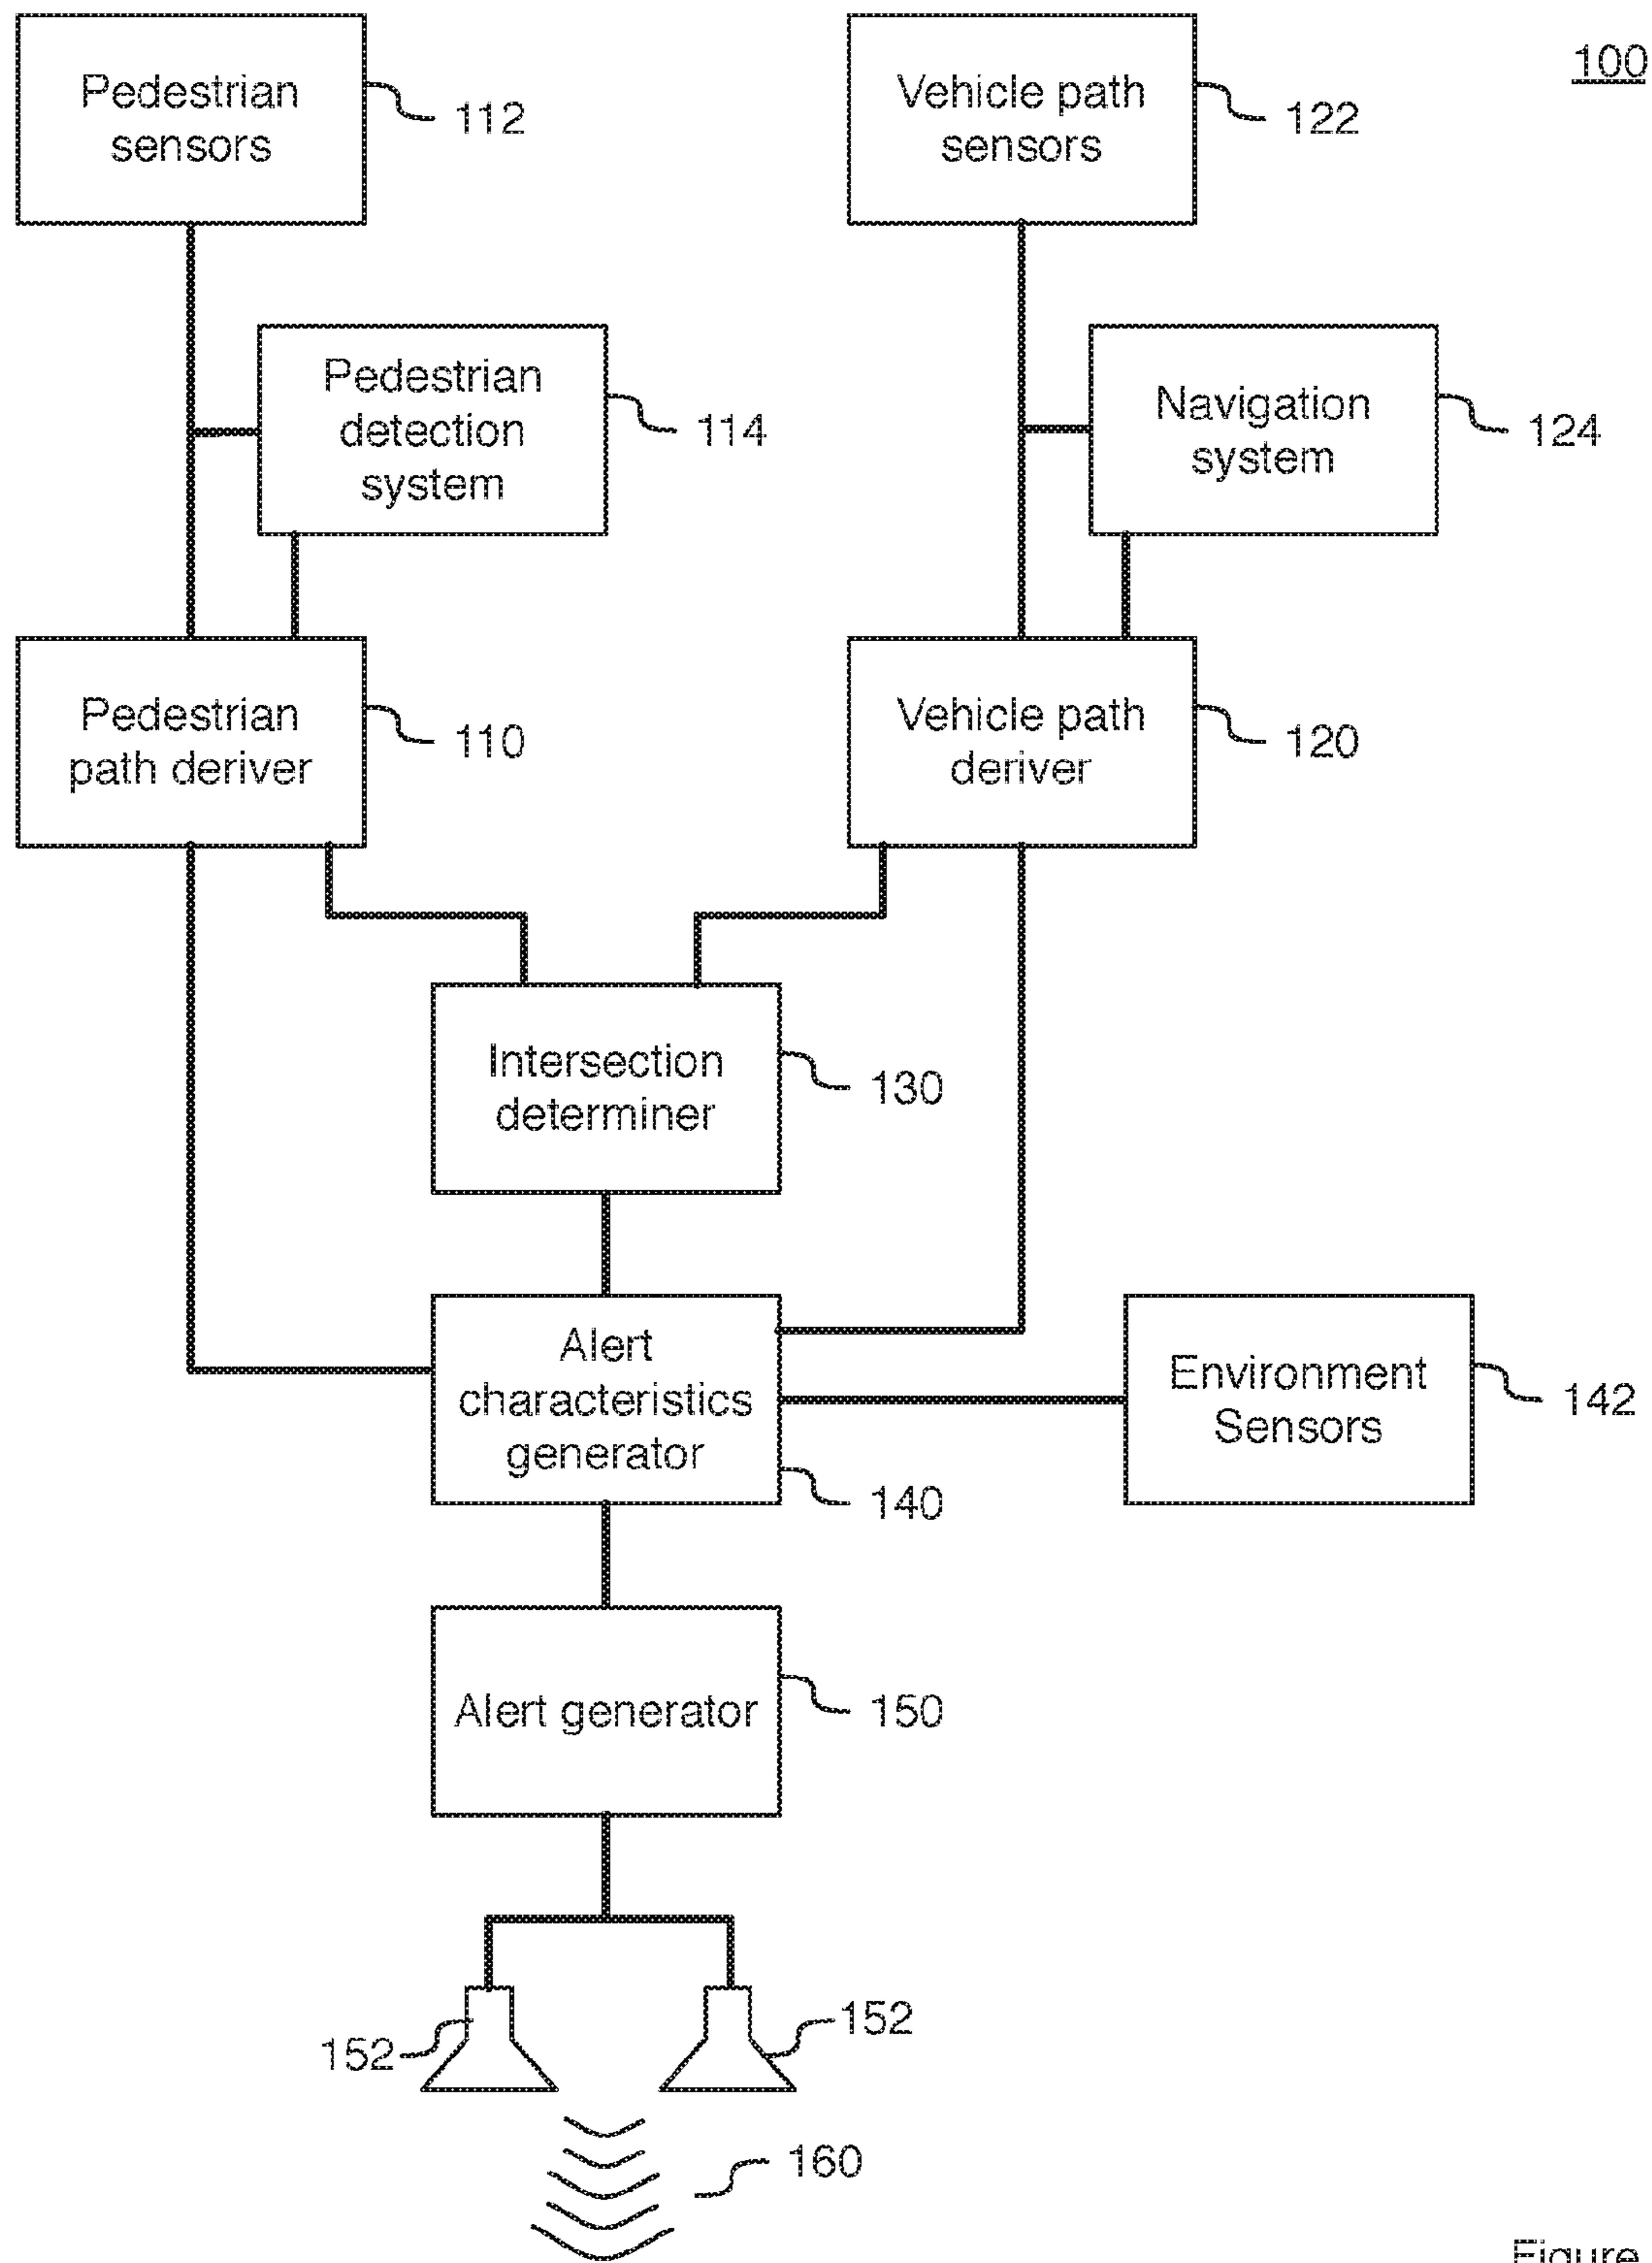 100
Pedestrian
sensors
112
Vehicle path
sensors
122
Pedestrian
detection
system
114
Navigation
system
124
Pedestrian
path deriver
110
Vehicle path
deriver
120
Intersection
determiner
130
Alert
characteristics
generator
140
Environment
Sensors
142
Alert generator
150
152
152
160
Figure